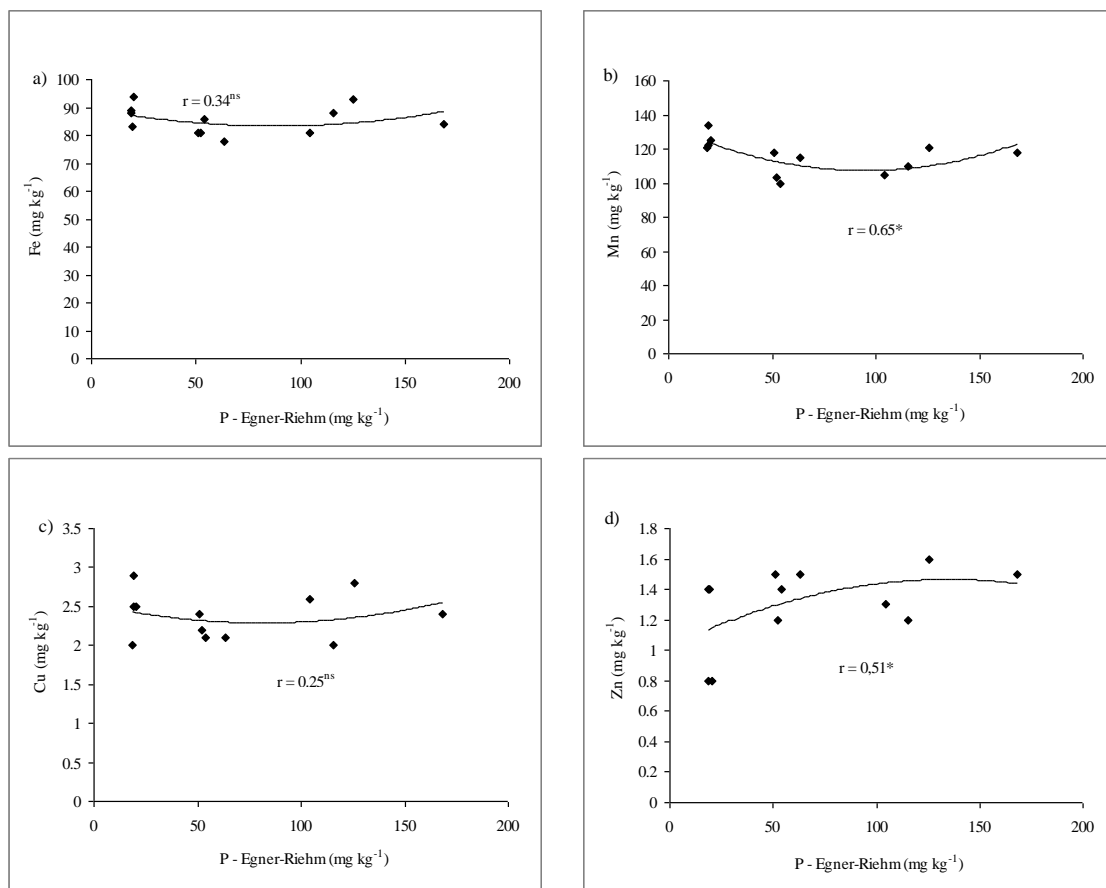 a)
r = 0.34ns
Fe (mg kg-1)
100
90
80
70
60
50
40
30
20
10
0
0 50 100 150 200
P - Egner-Riehm (mg kg-1)
b)
r = 0.65*
Mn (mg kg-1)
160
140
120
100
80
60
40
20
0
0 50 100 150 200
P - Egner-Riehm (mg kg-1)
c)
r = 0.25ns
Cu (mg kg-1)
3.5
3
2.5
2
1.5
1
0.5
0
0 50 100 150 200
P - Egner-Riehm (mg kg-1)
d)
r = 0,51*
Zn (mg kg-1)
1.8
1.6
1.4
1.2
1
0.8
0.6
0.4
0.2
0
0 50 100 150 200
P - Egner-Riehm (mg kg-1)